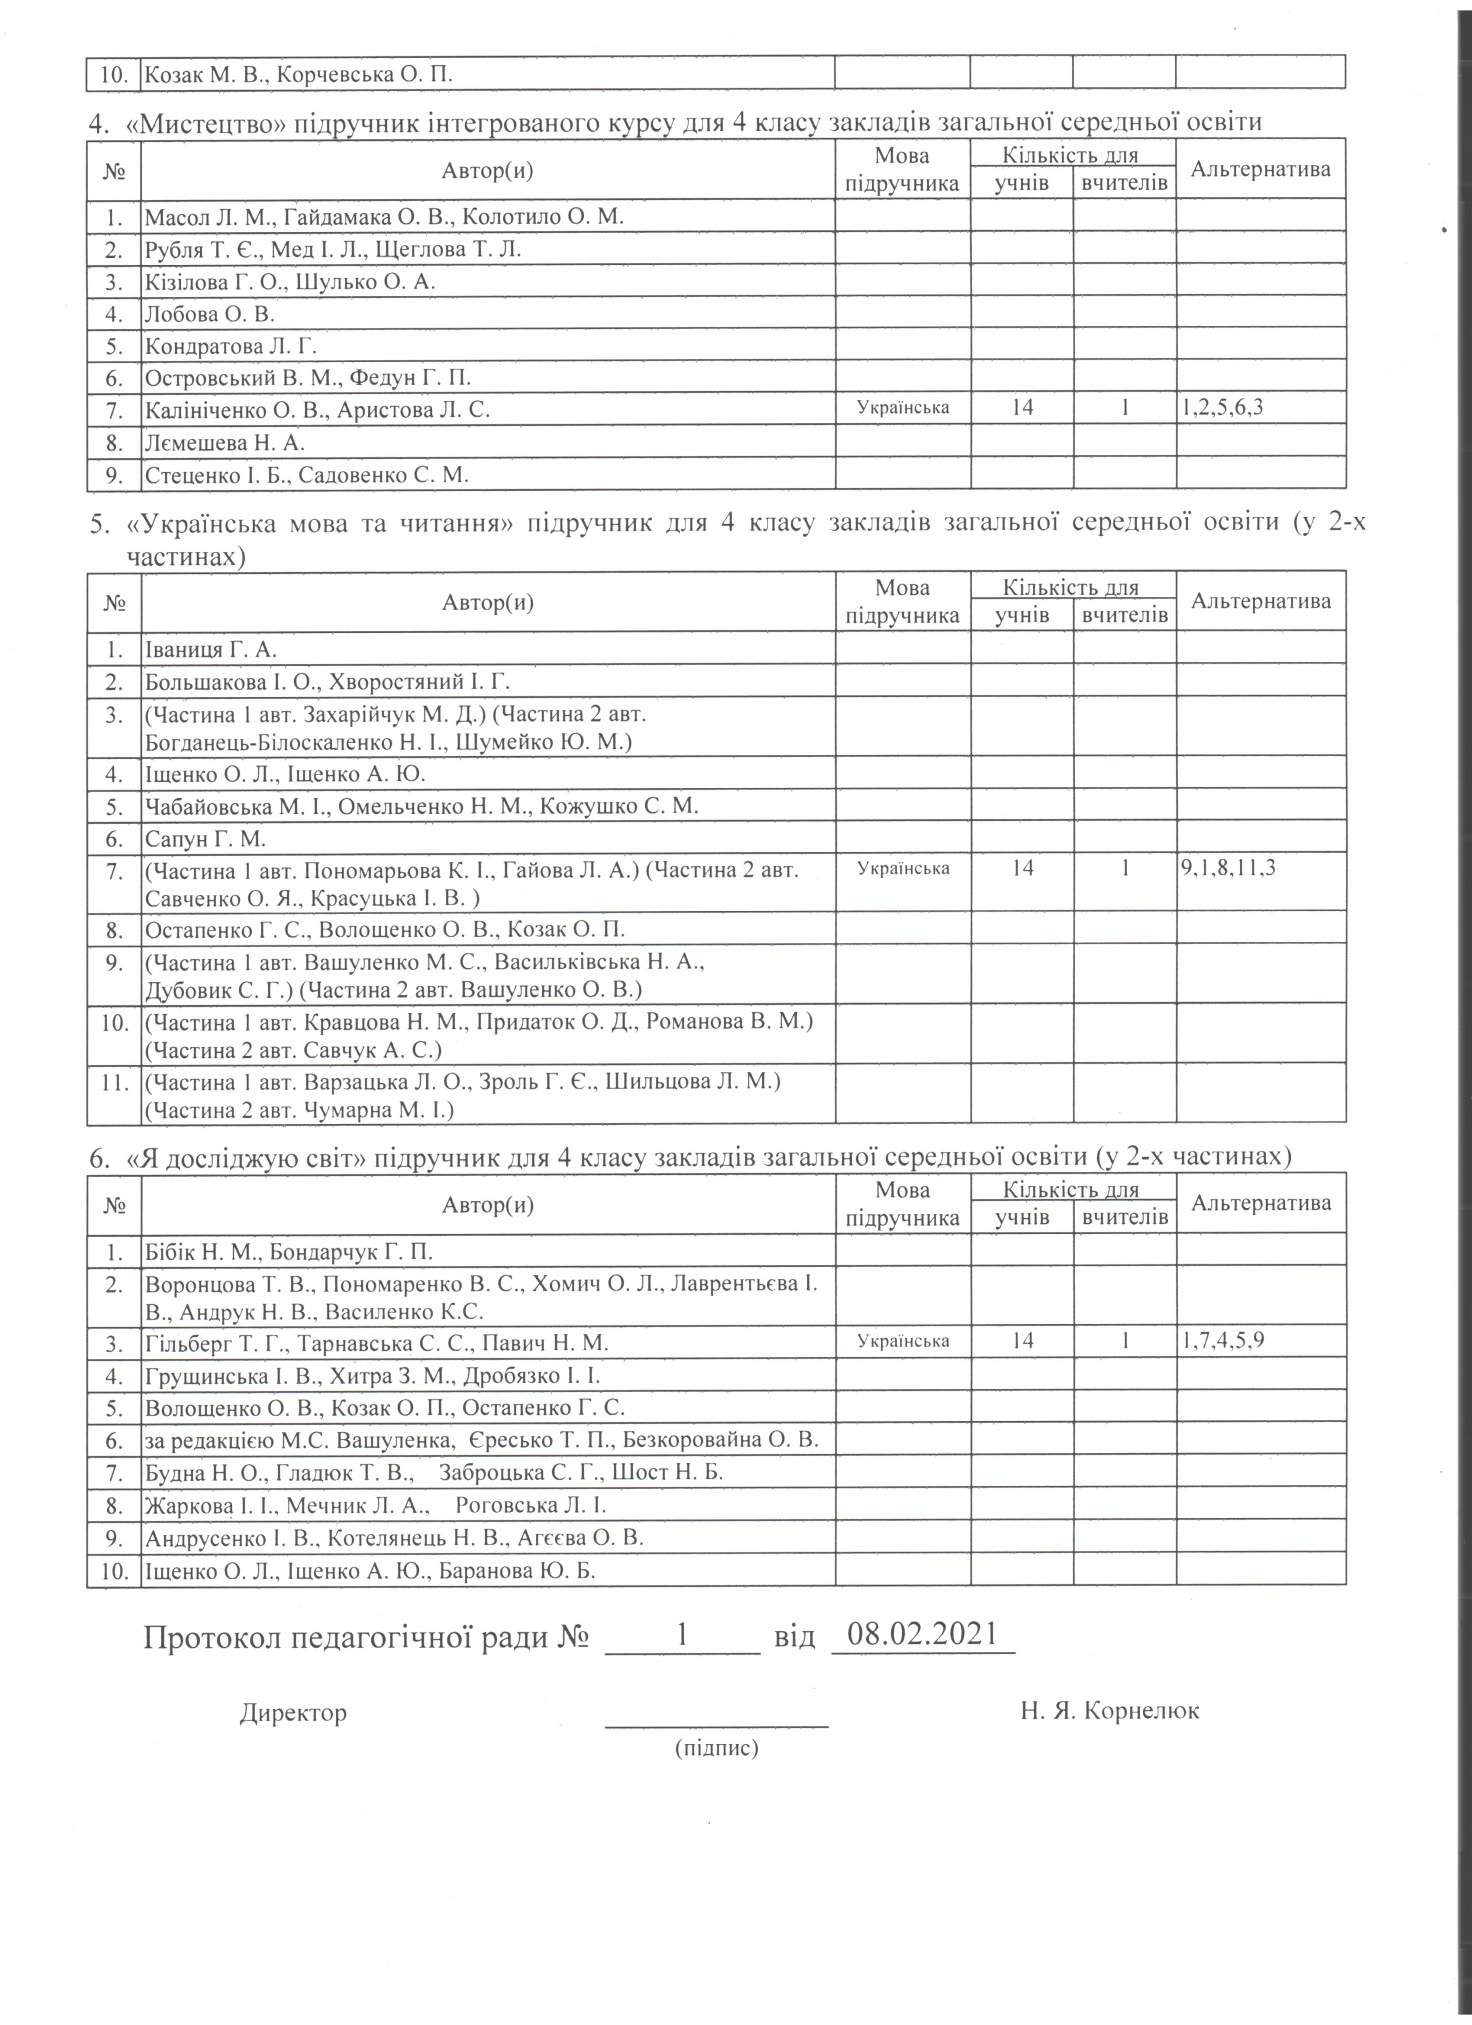 10. Козак М. В., Корчевська О. П.
4. «Мистецтво» підручник інтегрованого курсу для 4 класу закладів загальної середньої освіти
№ Автор(и) Мова підручника Кількість для учнів вчителів Альтернатива
1. Масол Л. М., Гайдамака О. В., Колотило О. М.
2. Рубля Т. Є., Мед І. Л., Щеглова Т. Л.
3. Кізілова Г. О., Шулько О. А.
4. Лобова О. В.
5. Кондратова Л. Г.
6. Островський В. М., Федун Г. П.
7. Калініченко О. В., Аристова Л. С. Українська 14 1 1,2,5,6,3
8. Лємешева Н. А.
9. Стеценко І. Б., Садовенко С. М.
5. «Українська мова та читання» підручник для 4 класу закладів загальної середньої освіти (у 2-х
частинах)
№ Автор(и) Мова підручника Кількість для учнів вчителів Альтернатива
1. Іваниця Г. А.
2. Большакова І. О., Хворостяний І. Г.
3. (Частина 1 авт. Захарійчук М. Д.) (Частина 2 авт.
Богданець-Білоскаленко Н. І., Шумейко Ю. М.)
4. Іщенко О. Л., Іщенко А. Ю.
5. Чабайовська М. І., Омельченко Н. М., Кожушко С. М.
6. Сапун Г. М.
7. (Частина 1 авт. Пономарьова К. І., Гайова Л. А.) (Частина 2 авт. Українська 14 1 9,1,8,11,3
Савченко О. Я., Красуцька І. В. )
8. Остапенко Г. С., Волощенко О. В., Козак О. П.
9. (Частина 1 авт. Вашуленко М. С., Васильківська Н. А.,
Дубовик С. Г.) (Частина 2 авт. Вашуленко О. В.)
10. (Частина 1 авт. Кравцова Н. М., Придаток О. Д., Романова В. М.)
(Частина 2 авт. Савчук А. С.)
11. (Частина 1 авт. Варзацька Л. О., Зроль Г. Є., Шильцова Л. М.)
(Частина 2 авт. Чумарна М. І.)
6. «Я досліджую світ» підручник для 4 класу закладів загальної середньої освіти (у 2-х частинах)
№ Автор(и) Мова підручника Кількість для учнів вчителів Альтернатива
1. Бібік Н. М., Бондарчук Г. П.
2. Воронцова Т. В., Пономаренко В. С., Хомич О. Л., Лаврентьєва І.
В., Андрук Н. В., Василенко К.С.
3. Гільберг Т. Г., Тарнавська С. С., Павич Н. М. Українська 14 1 1,7,4,5,9
4. Грущинська І. В., Хитра З. М., Дробязко І. І.
5. Волощенко О. В., Козак О. П., Остапенко Г. С.
6. за редакцією М.С. Вашуленка, Єресько Т. П., Безкоровайна О. В.
7. Будна Н. О., Гладюк Т. В., Заброцька С. Г., Шост Н. Б.
8. Жаркова І. І., Мечник Л. А., Роговська Л. І.
9. Андрусенко І. В., Котелянець Н. В., Агєєва О. В.
10. Іщенко О. Л., Іщенко А. Ю., Баранова Ю. Б.
Протокол педагогічної ради № 1 від 08.02.2021
Директор Н. Я. Корнелюк
(підпис)